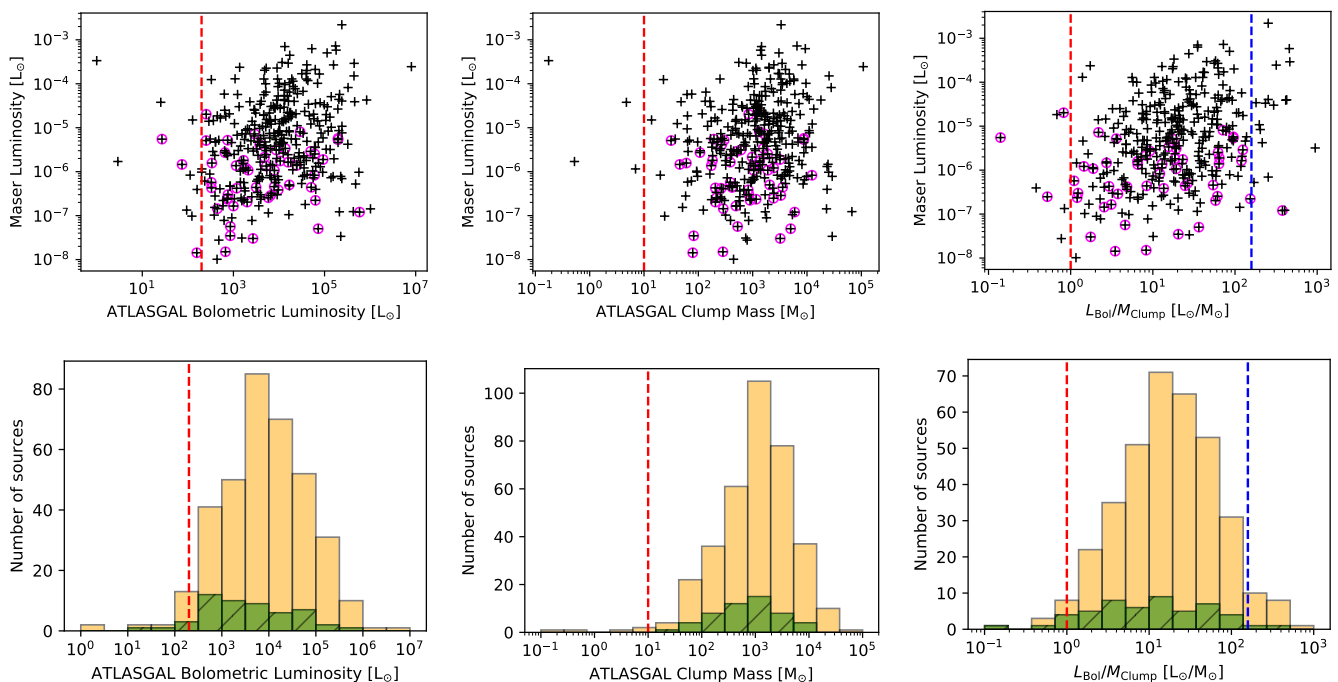 Maser Luminosity [L⊙]
10⁻³
10⁻⁴
10⁻⁵
10⁻⁶
10⁻⁷
10⁻⁸
10¹ 10³ 10⁵ 10⁷
ATLASGAL Bolometric Luminosity [L⊙]
Maser Luminosity [L⊙]
10⁻³
10⁻⁴
10⁻⁵
10⁻⁶
10⁻⁷
10⁻⁸
10⁻¹ 10⁰ 10¹ 10² 10³ 10⁴ 10⁵
ATLASGAL Clump Mass [M⊙]
Maser Luminosity [L⊙]
10⁻³
10⁻⁴
10⁻⁵
10⁻⁶
10⁻⁷
10⁻⁸
10⁻¹ 10⁰ 10¹ 10² 10³
L_Bol/M_Clump [L⊙/M⊙]
Number of sources
80
60
40
20
0
10⁰ 10¹ 10² 10³ 10⁴ 10⁵ 10⁶ 10⁷
ATLASGAL Bolometric Luminosity [L⊙]
Number of sources
100
80
60
40
20
0
10⁻¹ 10⁰ 10¹ 10² 10³ 10⁴ 10⁵
ATLASGAL Clump Mass [M⊙]
Number of sources
70
60
50
40
30
20
10
0
10⁻¹ 10⁰ 10¹ 10² 10³
L_Bol/M_Clump [L⊙/M⊙]